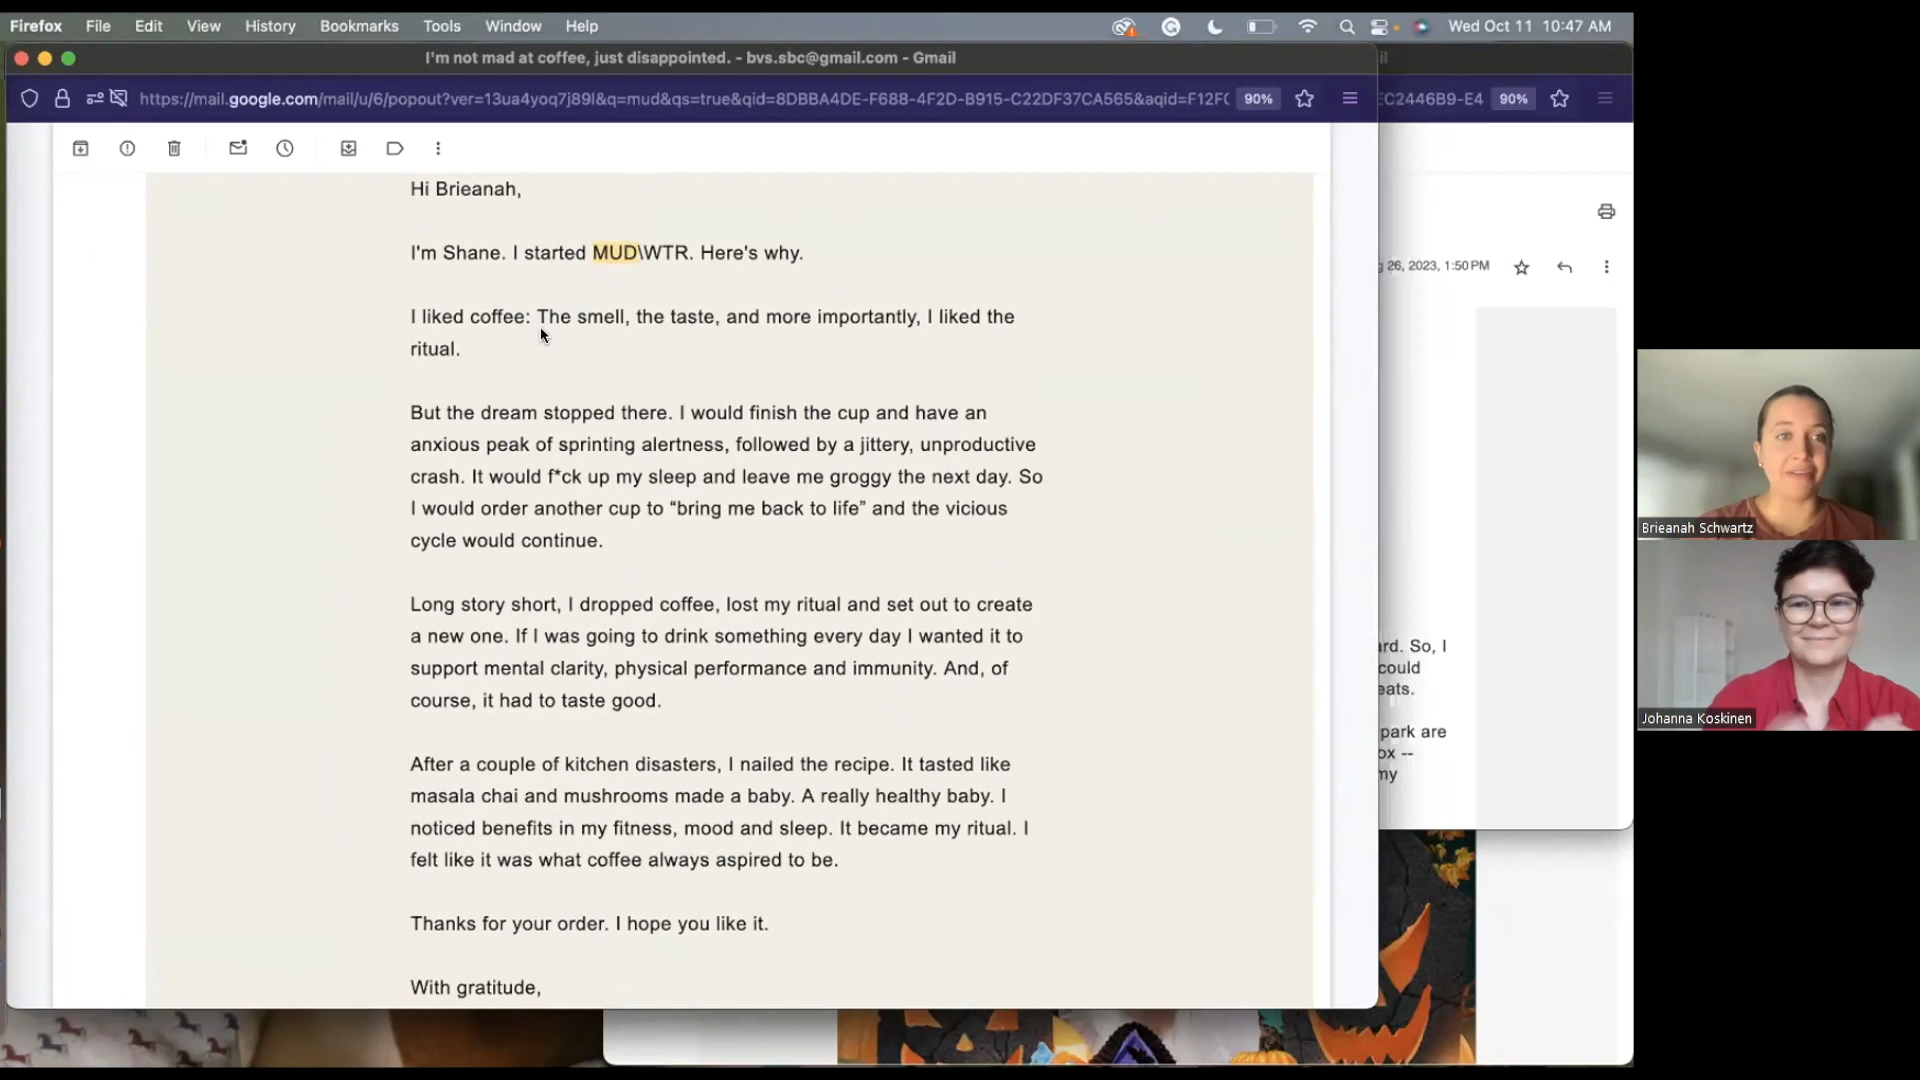 Firefox File Edit View History Bookmarks Tools Window Help Wed Oct 11 10:47 AM
I'm not mad at coffee, just disappointed. - bvs.sbc@gmail.com - Gmail
https://mail.google.com/mail/u/6/popout?ver=13ua4yoq7j89l&q=mud&qs=true&qid=8DBBA4DE-F688-4F2D-B915-C22DF37CA565&aqid=F12F 90%
C2446B9-E4 90%
Hi Brieanah,
I'm Shane. I started MUD\WTR. Here's why.
I liked coffee: The smell, the taste, and more importantly, I liked the
ritual.
But the dream stopped there. I would finish the cup and have an
anxious peak of sprinting alertness, followed by a jittery, unproductive
crash. It would f*ck up my sleep and leave me groggy the next day. So
I would order another cup to “bring me back to life” and the vicious
cycle would continue.
Long story short, I dropped coffee, lost my ritual and set out to create
a new one. If I was going to drink something every day I wanted it to
support mental clarity, physical performance and immunity. And, of
course, it had to taste good.
After a couple of kitchen disasters, I nailed the recipe. It tasted like
masala chai and mushrooms made a baby. A really healthy baby. I
noticed benefits in my fitness, mood and sleep. It became my ritual. I
felt like it was what coffee always aspired to be.
Thanks for your order. I hope you like it.
With gratitude,
26, 2023, 1:50 PM
ard. So, I
could
eats.
park are
ox --
my
Brieanah Schwartz
Johanna Koskinen